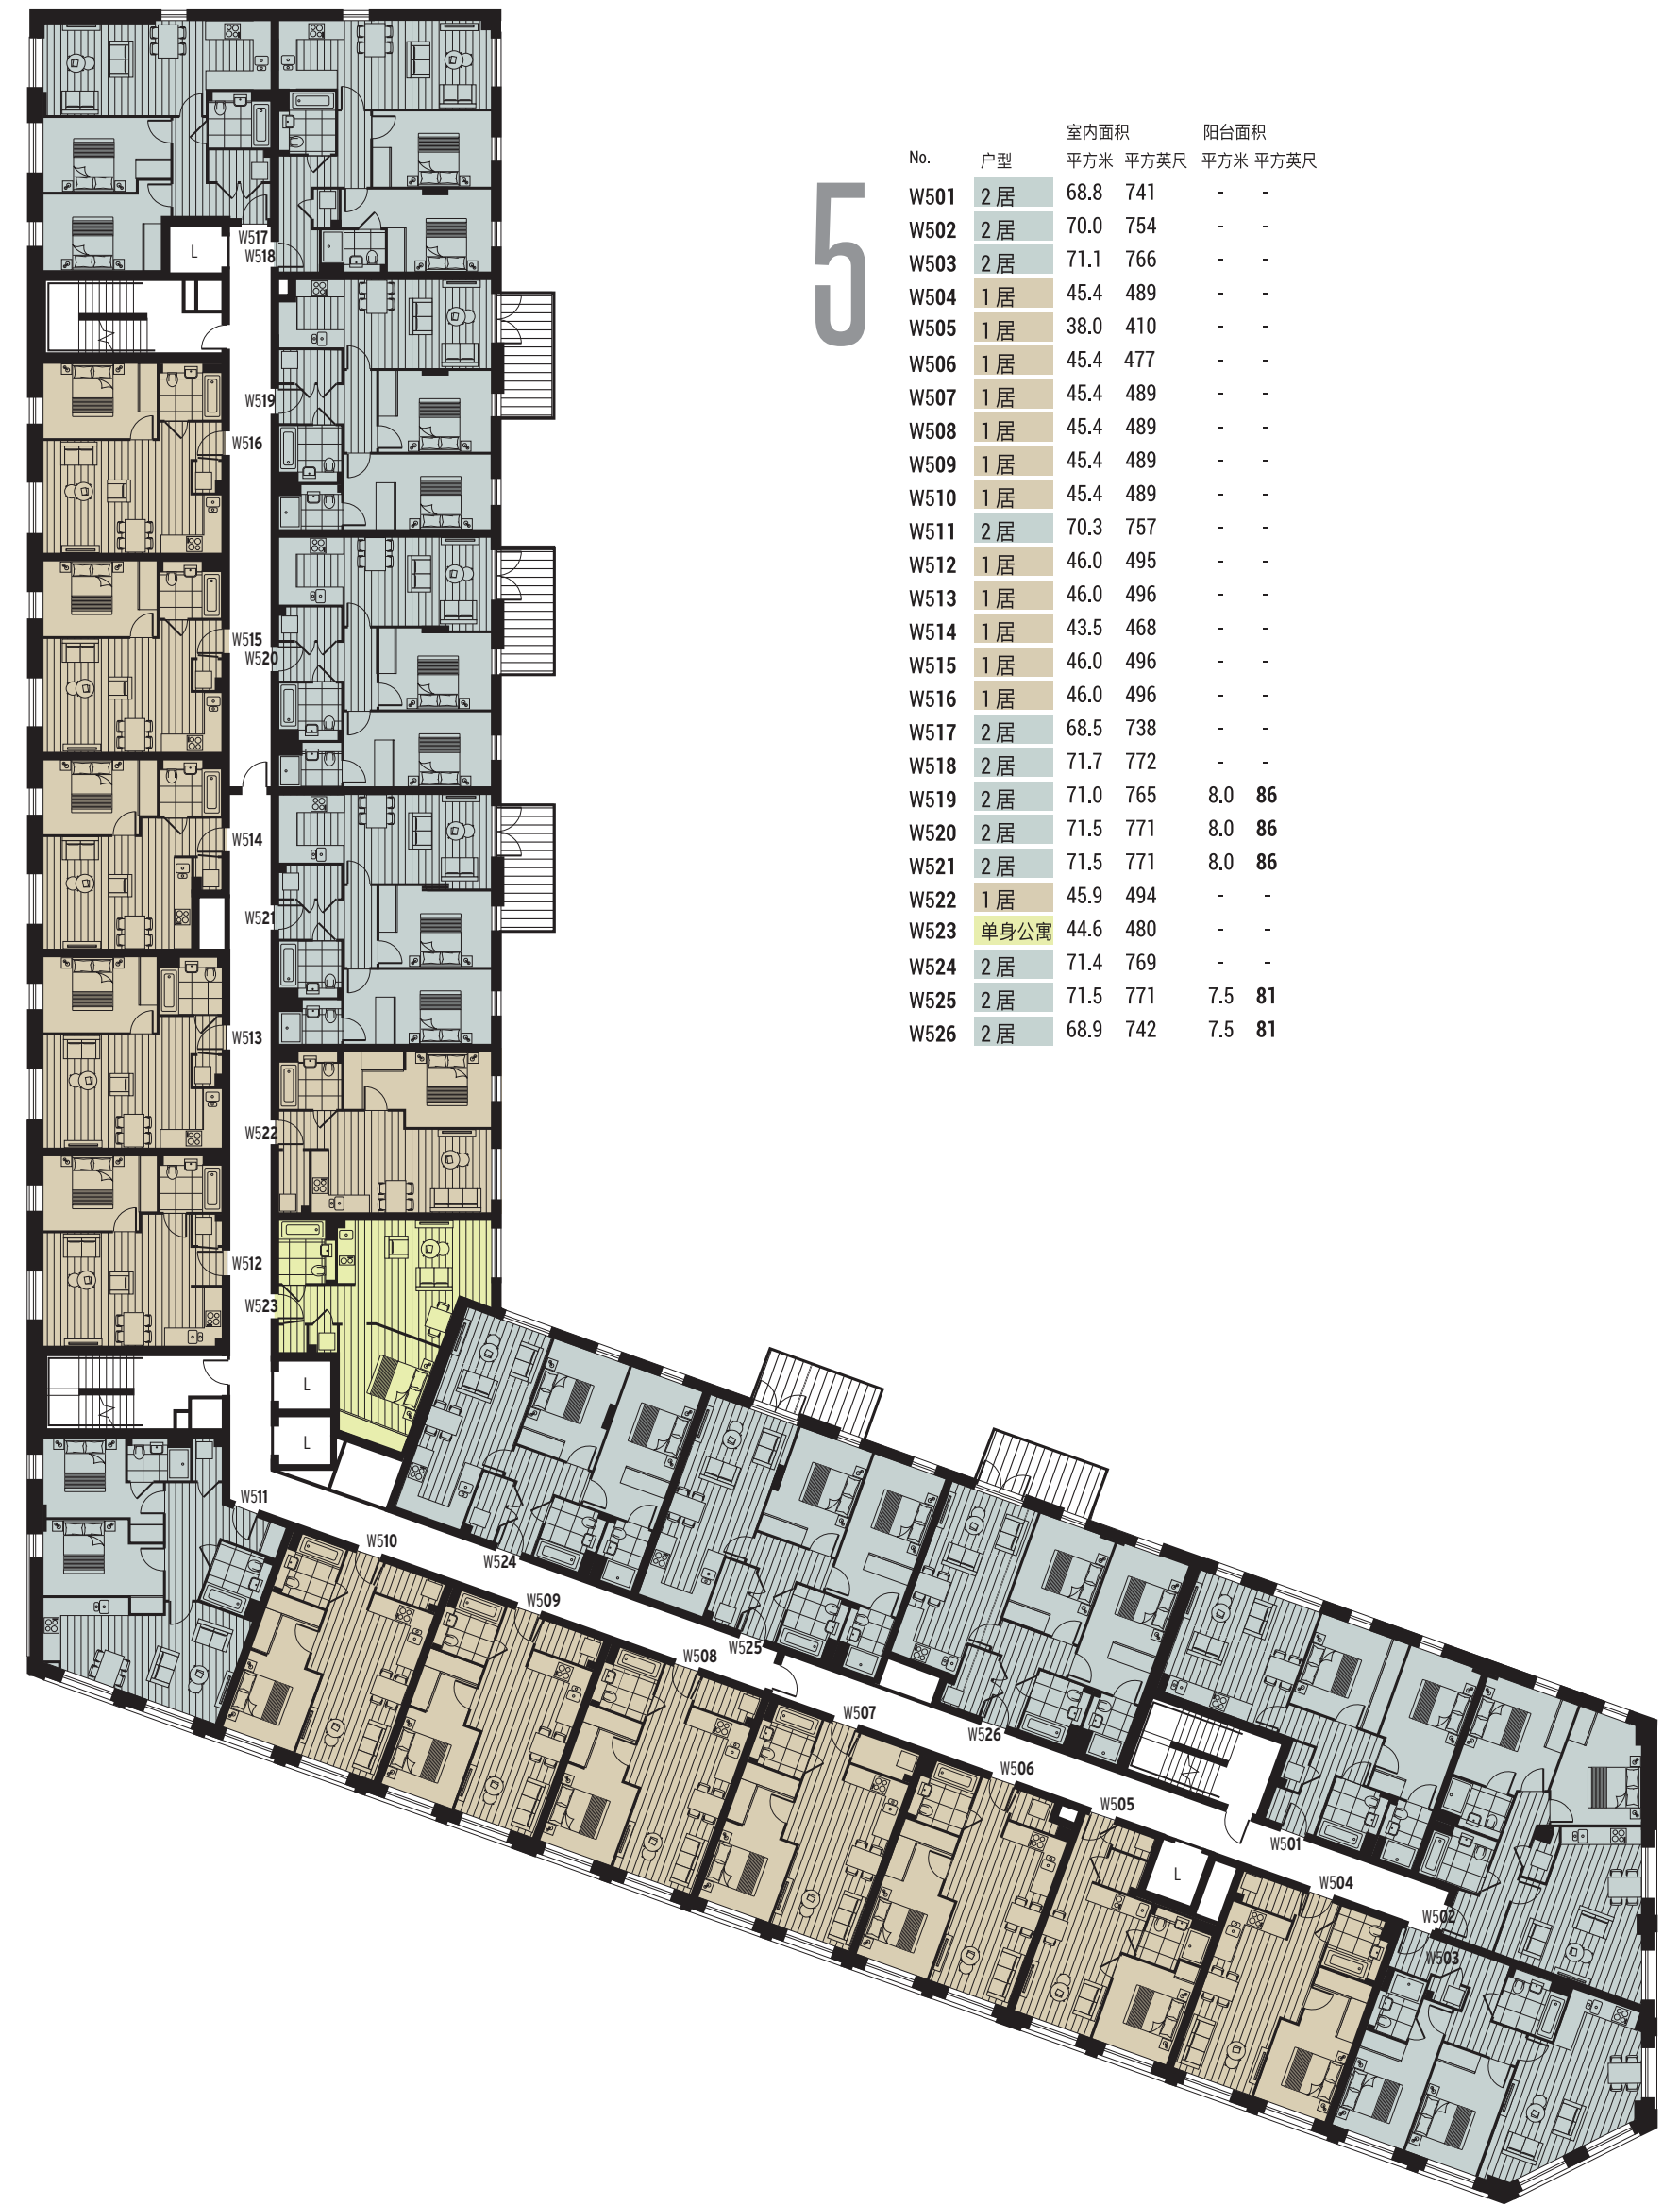 5
室内面积 阳台面积
No. 户型 平方米 平方英尺 平方米 平方英尺
W501 2 居 68.8 741 - -
W502 2 居 70.0 754 - -
W503 2 居 71.1 766 - -
W504 1 居 45.4 489 - -
W505 1 居 38.0 410 - -
W506 1 居 45.4 477 - -
W507 1 居 45.4 489 - -
W508 1 居 45.4 489 - -
W509 1 居 45.4 489 - -
W510 1 居 45.4 489 - -
W511 2 居 70.3 757 - -
W512 1 居 46.0 495 - -
W513 1 居 46.0 496 - -
W514 1 居 43.5 468 - -
W515 1 居 46.0 496 - -
W516 1 居 46.0 496 - -
W517 2 居 68.5 738 - -
W518 2 居 71.7 772 - -
W519 2 居 71.0 765 8.0 86
W520 2 居 71.5 771 8.0 86
W521 2 居 71.5 771 8.0 86
W522 1 居 45.9 494 - -
W523 单身公寓 44.6 480 - -
W524 2 居 71.4 769 - -
W525 2 居 71.5 771 7.5 81
W526 2 居 68.9 742 7.5 81
W517
L
W518
W519
W516
W515
W520
W514
W521
W513
W522
W512
W523
L
L
W511
W510
W524
W509
W525
W508
W507
W526
W506
W505
W501
L
W504
W502
W503